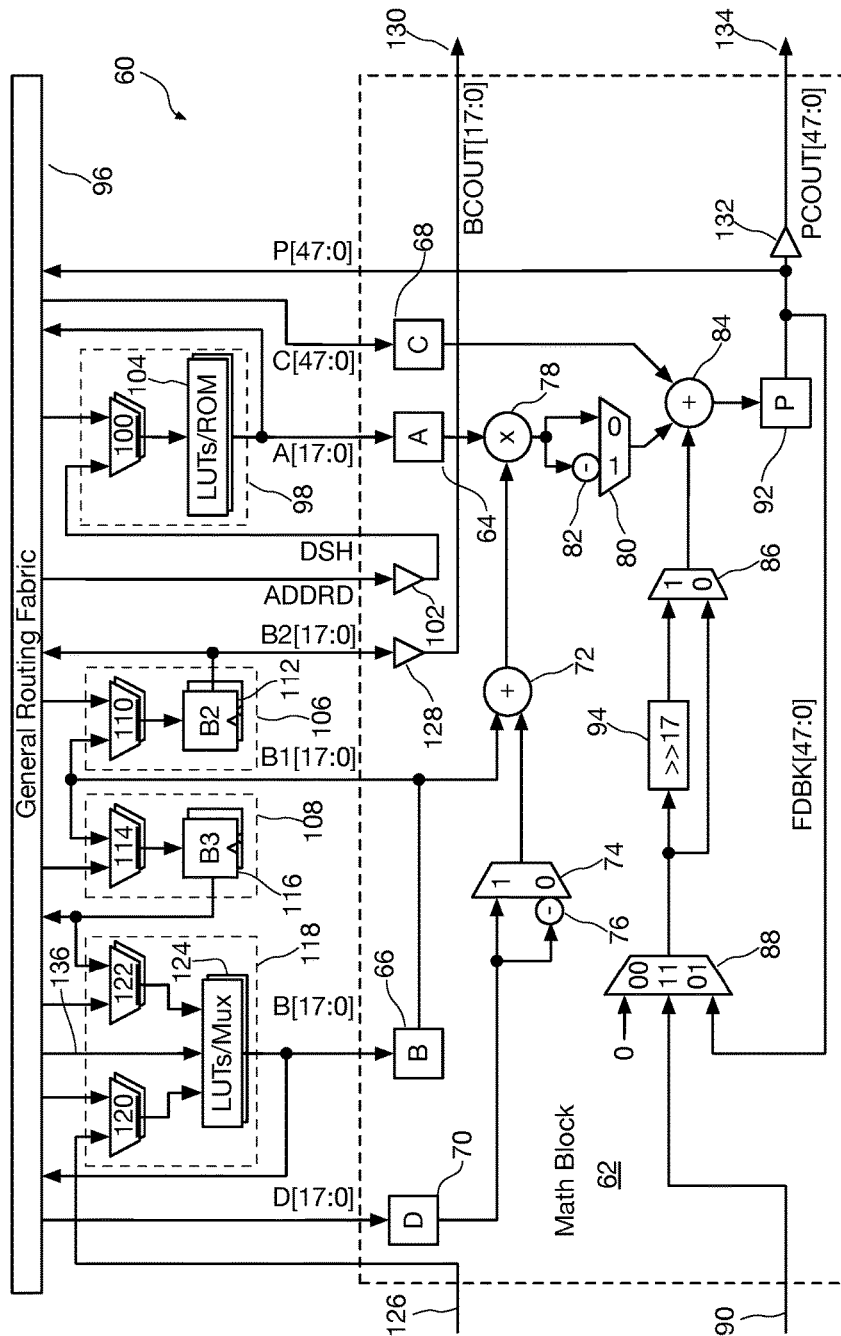 General Routing Fabric
60
96
136
120
122
LUTs/Mux
124
118
114
B3
116
108
110
B2
112
106
100
LUTs/ROM
104
98
D[17:0]
B[17:0]
B1[17:0]
B2[17:0]
ADDRD
DSH
A[17:0]
C[47:0]
P[47:0]
126
D
70
B
66
128
102
A
64
C
68
BCOUT[17:0]
130
1
0
74
76
-
+
72
x
78
-
82
1 0
80
+
84
Math Block
62
0
00
11
01
88
>>17
94
1
0
86
P
92
132
PCOUT[47:0]
134
FDBK[47:0]
90